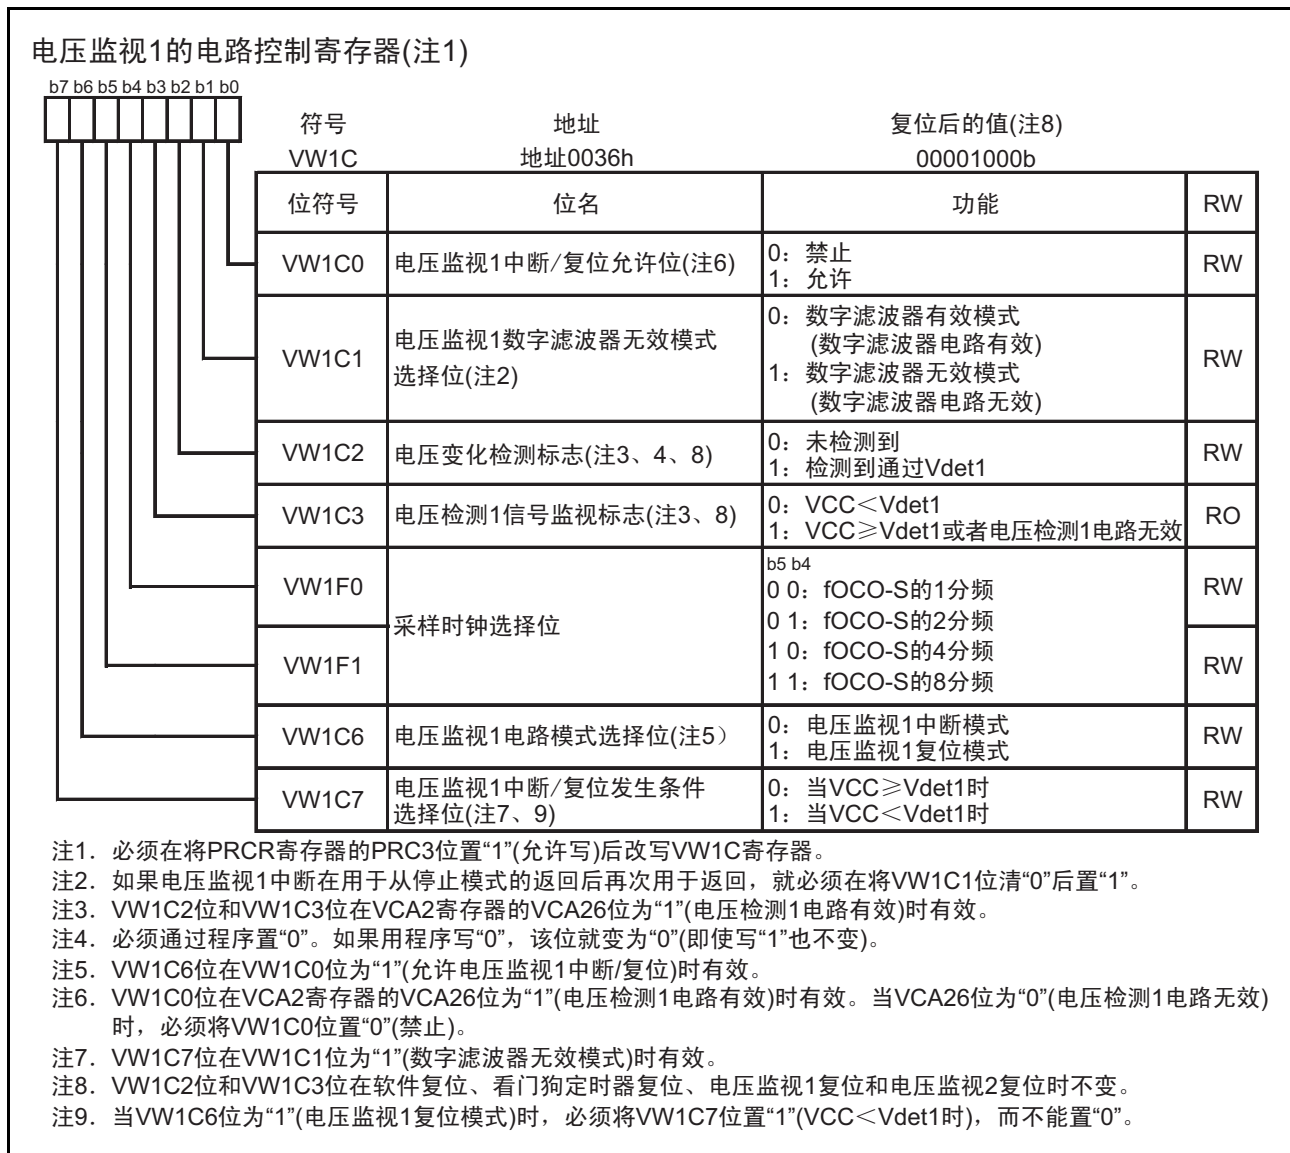 电压监视1的电路控制寄存器(注1)
b7 b6 b5 b4 b3 b2 b1 b0
符号 地址 复位后的值(注8)
VW1C 地址0036h 00001000b
位符号 位名 功能 RW
VW1C0 电压监视1中断/复位允许位(注6) 0：禁止
1：允许 RW
VW1C1 电压监视1数字滤波器无效模式
选择位(注2) 0：数字滤波器有效模式
(数字滤波器电路有效)
1：数字滤波器无效模式
(数字滤波器电路无效) RW
VW1C2 电压变化检测标志(注3、4、8) 0：未检测到
1：检测到通过Vdet1 RW
VW1C3 电压检测1信号监视标志(注3、8) 0：VCC＜Vdet1
1：VCC≥Vdet1或者电压检测1电路无效 RO
VW1F0 采样时钟选择位 b5 b4
0 0：fOCO-S的1分频 RW
0 1：fOCO-S的2分频
VW1F1 1 0：fOCO-S的4分频 RW
1 1：fOCO-S的8分频
VW1C6 电压监视1电路模式选择位(注5） 0：电压监视1中断模式
1：电压监视1复位模式 RW
VW1C7 电压监视1中断/复位发生条件
选择位(注7、9) 0：当VCC≥Vdet1时
1：当VCC＜Vdet1时 RW
注1. 必须在将PRCR寄存器的PRC3位置“1”(允许写)后改写VW1C寄存器。
注2. 如果电压监视1中断在用于从停止模式的返回后再次用于返回，就必须在将VW1C1位清“0”后置“1”。
注3. VW1C2位和VW1C3位在VCA2寄存器的VCA26位为“1”(电压检测1电路有效)时有效。
注4. 必须通过程序置“0”。如果用程序写“0”，该位就变为“0”(即使写“1”也不变)。
注5. VW1C6位在VW1C0位为“1”(允许电压监视1中断/复位)时有效。
注6. VW1C0位在VCA2寄存器的VCA26位为“1”(电压检测1电路有效)时有效。当VCA26位为“0”(电压检测1电路无效)
时，必须将VW1C0位置“0”(禁止)。
注7. VW1C7位在VW1C1位为“1”(数字滤波器无效模式)时有效。
注8. VW1C2位和VW1C3位在软件复位、看门狗定时器复位、电压监视1复位和电压监视2复位时不变。
注9. 当VW1C6位为“1”(电压监视1复位模式)时，必须将VW1C7位置“1”(VCC＜Vdet1时)，而不能置“0”。